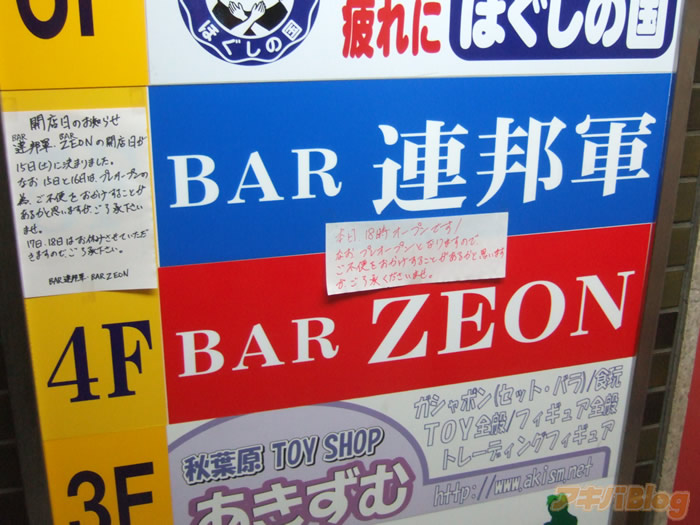 ほぐしの国
疲れに
ほぐしの国
開店日のお知らせ
BAR BAR
連邦軍・ZEONの開店日が
15日(土)に決まりました。
なお15日と16日は、プレオープンの
為、ご不便をおかけすることが
あるかと思いますが、ご了承下さい
ませ。
17日、18日はお休みさせていただ
きますので、ご了承下さい。
BAR連邦軍・BAR ZEON
BAR 連邦軍
本日18時オープンです!
なおプレオープンとなりますので
ご不便をおかけすることがあるかと思います
が、ご了承くださいませ。
4F
BAR ZEON
3F
秋葉原 TOY SHOP
あきずむ
ガシャポン(セット・バラ)/食玩
TOY全般/フィギュア全般
トレーディングフィギュア
http://www.akism.net
アキバBlog